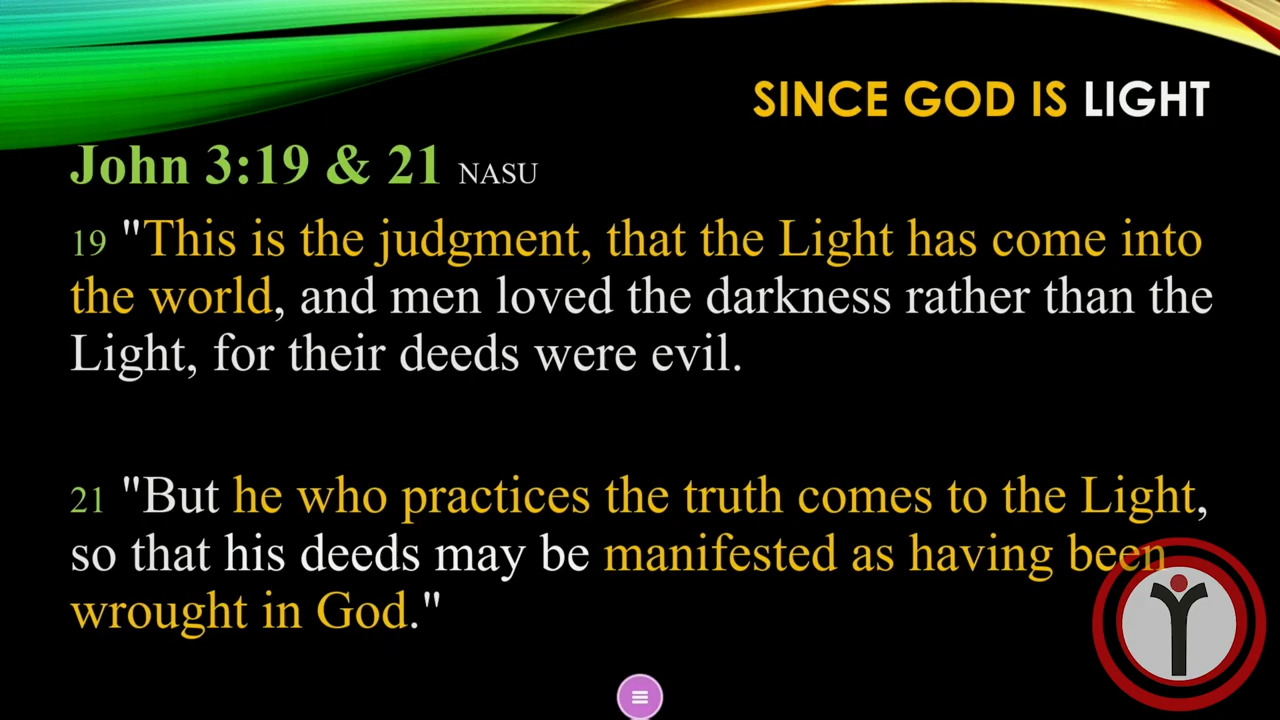 SINCE GOD IS LIGHT
John 3:19 & 21 NASU
19 "This is the judgment, that the Light has come into
the world, and men loved the darkness rather than the
Light, for their deeds were evil.
21 "But he who practices the truth comes to the Light,
so that his deeds may be manifested as having been
wrought in God."